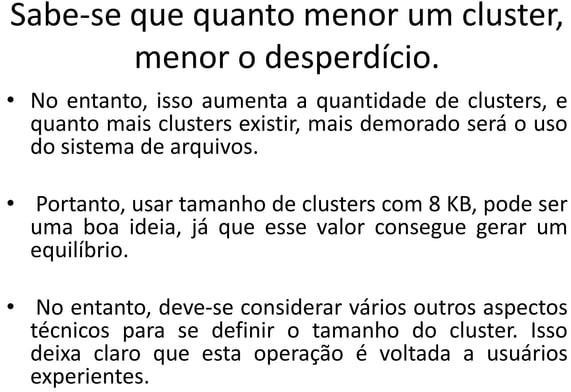 Sabe-se que quanto menor um cluster,
menor o desperdício.
• No entanto, isso aumenta a quantidade de clusters, e
quanto mais clusters existir, mais demorado será o uso
do sistema de arquivos.
• Portanto, usar tamanho de clusters com 8 KB, pode ser
uma boa ideia, já que esse valor consegue gerar um
equilíbrio.
• No entanto, deve-se considerar vários outros aspectos
técnicos para se definir o tamanho do cluster. Isso
deixa claro que esta operação é voltada a usuários
experientes.